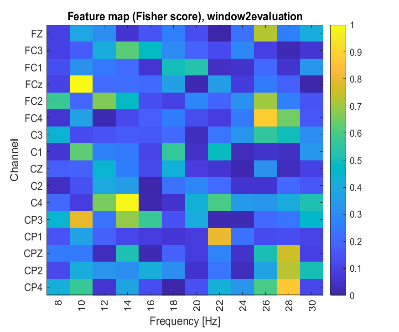 Feature map (Fisher score), window2evaluation
FZ
FC3
FC1
FCz
FC2
FC4
C3
C1
CZ
C2
C4
CP3
CP1
CPZ
CP2
CP4
Channel
8 10 12 14 16 18 20 22 24 26 28 30
Frequency [Hz]
1
0.9
0.8
0.7
0.6
0.5
0.4
0.3
0.2
0.1
0